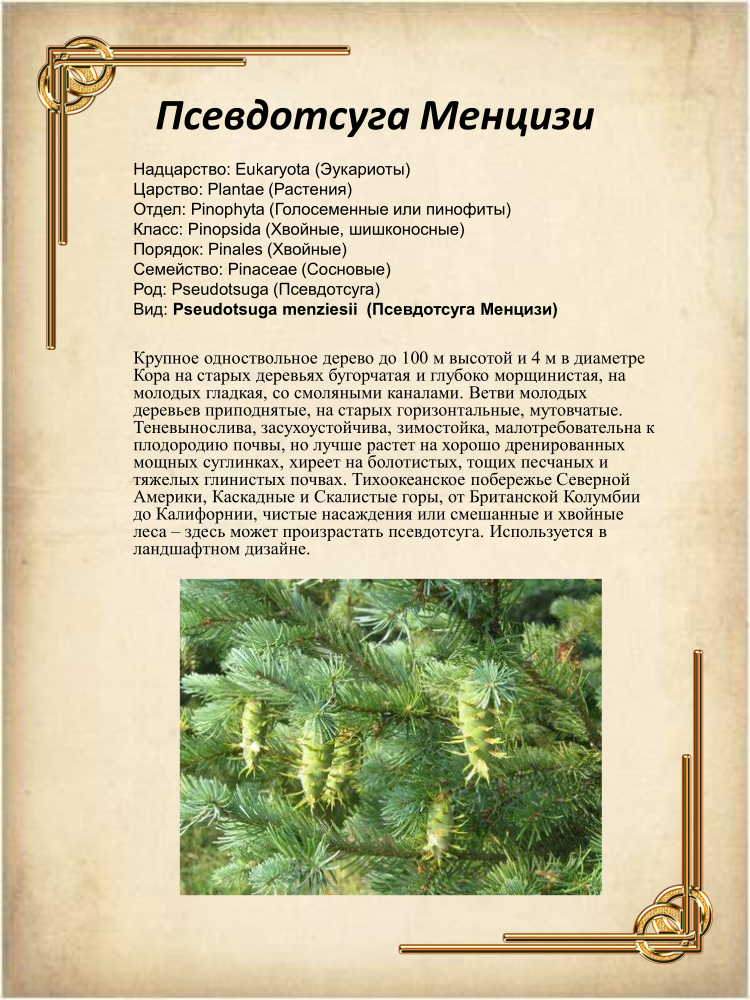 Псевдотсуга Менцизи
Надцарство: Eukaryota (Эукариоты)
Царство: Plantae (Растения)
Отдел: Pinophyta (Голосеменные или пинофиты)
Класс: Pinopsida (Хвойные, шишконосные)
Порядок: Pinales (Хвойные)
Семейство: Pinaceae (Сосновые)
Род: Pseudotsuga (Псевдотсуга)
Вид: Pseudotsuga menziesii (Псевдотсуга Менцизи)
Крупное одноствольное дерево до 100 м высотой и 4 м в диаметре
Кора на старых деревьях бугорчатая и глубоко морщинистая, на
молодых гладкая, со смоляными каналами. Ветви молодых
деревьев приподнятые, на старых горизонтальные, мутовчатые.
Теневынослива, засухоустойчива, зимостойка, малотребовательна к
плодородию почвы, но лучше растет на хорошо дренированных
мощных суглинках, хиреет на болотистых, тощих песчаных и
тяжелых глинистых почвах. Тихоокеанское побережье Северной
Америки, Каскадные и Скалистые горы, от Британской Колумбии
до Калифорнии, чистые насаждения или смешанные и хвойные
леса – здесь может произрастать псевдотсуга. Используется в
ландшафтном дизайне.